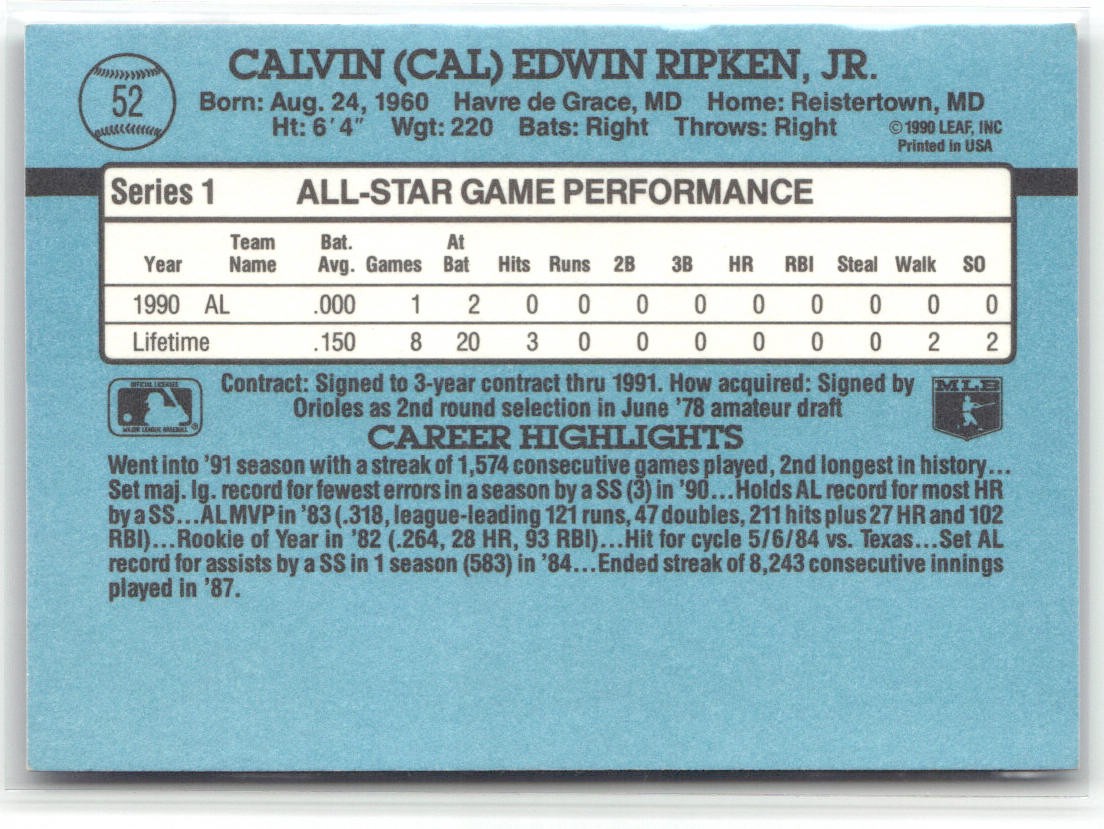 52
CALVIN (CAL) EDWIN RIPKEN, JR.
Born: Aug. 24, 1960 Havre de Grace, MD Home: Reistertown, MD
Ht: 6'4" Wgt: 220 Bats: Right Throws: Right
© 1990 LEAF, INC
Printed in USA
Series 1 ALL-STAR GAME PERFORMANCE
Year Team Name Bat. Avg. Games At Bat Hits Runs 2B 3B HR RBI Steal Walk SO
1990 AL .000 1 2 0 0 0 0 0 0 0 0 0
Lifetime .150 8 20 3 0 0 0 0 0 0 2 2
OFFICIAL LICENSEE
MAJOR LEAGUE BASEBALL ®
Contract: Signed to 3-year contract thru 1991. How acquired: Signed by
Orioles as 2nd round selection in June '78 amateur draft
MLB
CAREER HIGHLIGHTS
Went into '91 season with a streak of 1,574 consecutive games played, 2nd longest in history...
Set maj. lg. record for fewest errors in a season by a SS (3) in '90...Holds AL record for most HR
by a SS...AL MVP in '83 (.318, league-leading 121 runs, 47 doubles, 211 hits plus 27 HR and 102
RBI)...Rookie of Year in '82 (.264, 28 HR, 93 RBI)...Hit for cycle 5/6/84 vs. Texas...Set AL
record for assists by a SS in 1 season (583) in '84...Ended streak of 8,243 consecutive innings
played in '87.